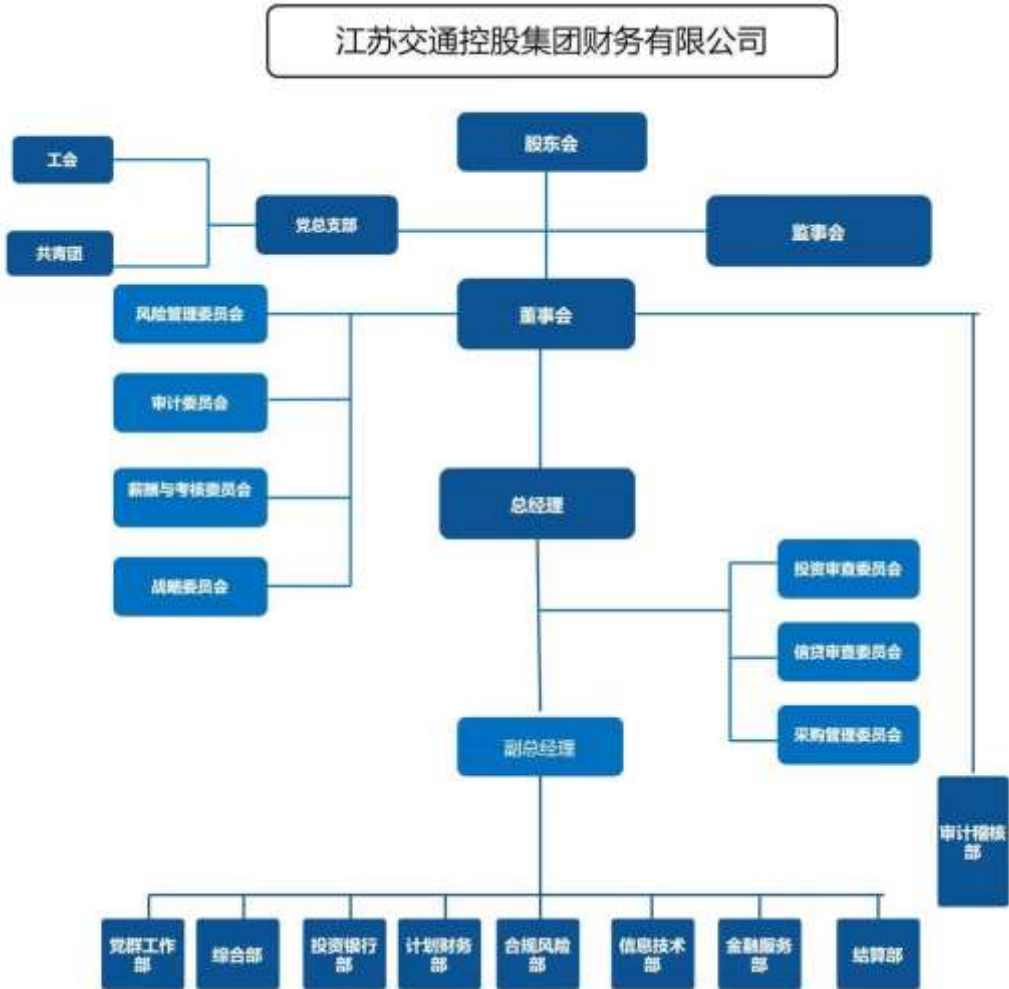 江苏交通控股集团财务有限公司
股东会
工会
党总支部
监事会
共青团
董事会
风险管理委员会
审计委员会
薪酬与考核委员会
战略委员会
总经理
投资审查委员会
信贷审查委员会
采购管理委员会
副总经理
审计稽核
部
党群工作
部
综合部
投资银行
部
计划财务
部
合规风险
部
信息技术
部
金融服务
部
结算部